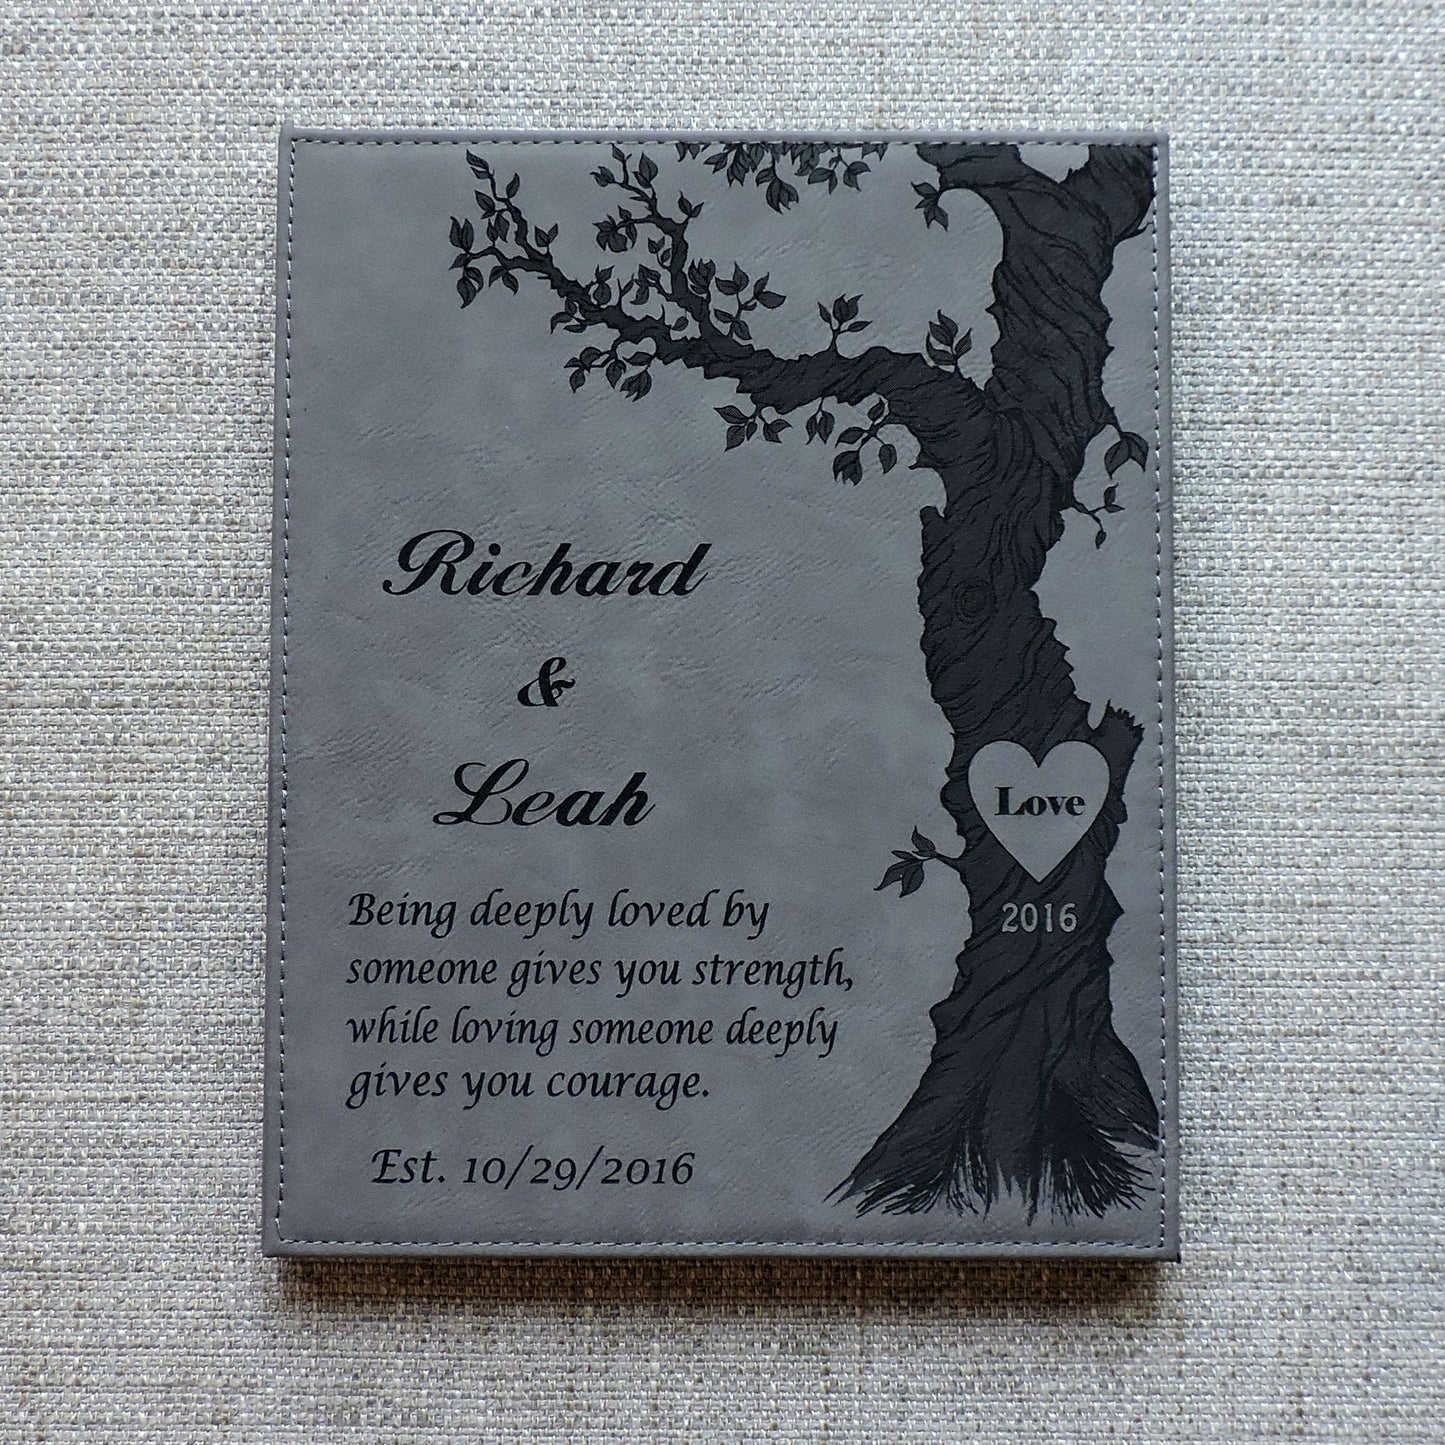 Richard
&
Leah
Being deeply loved by
someone gives you strength,
while loving someone deeply
gives you courage.
Est. 10/29/2016
Love
2016